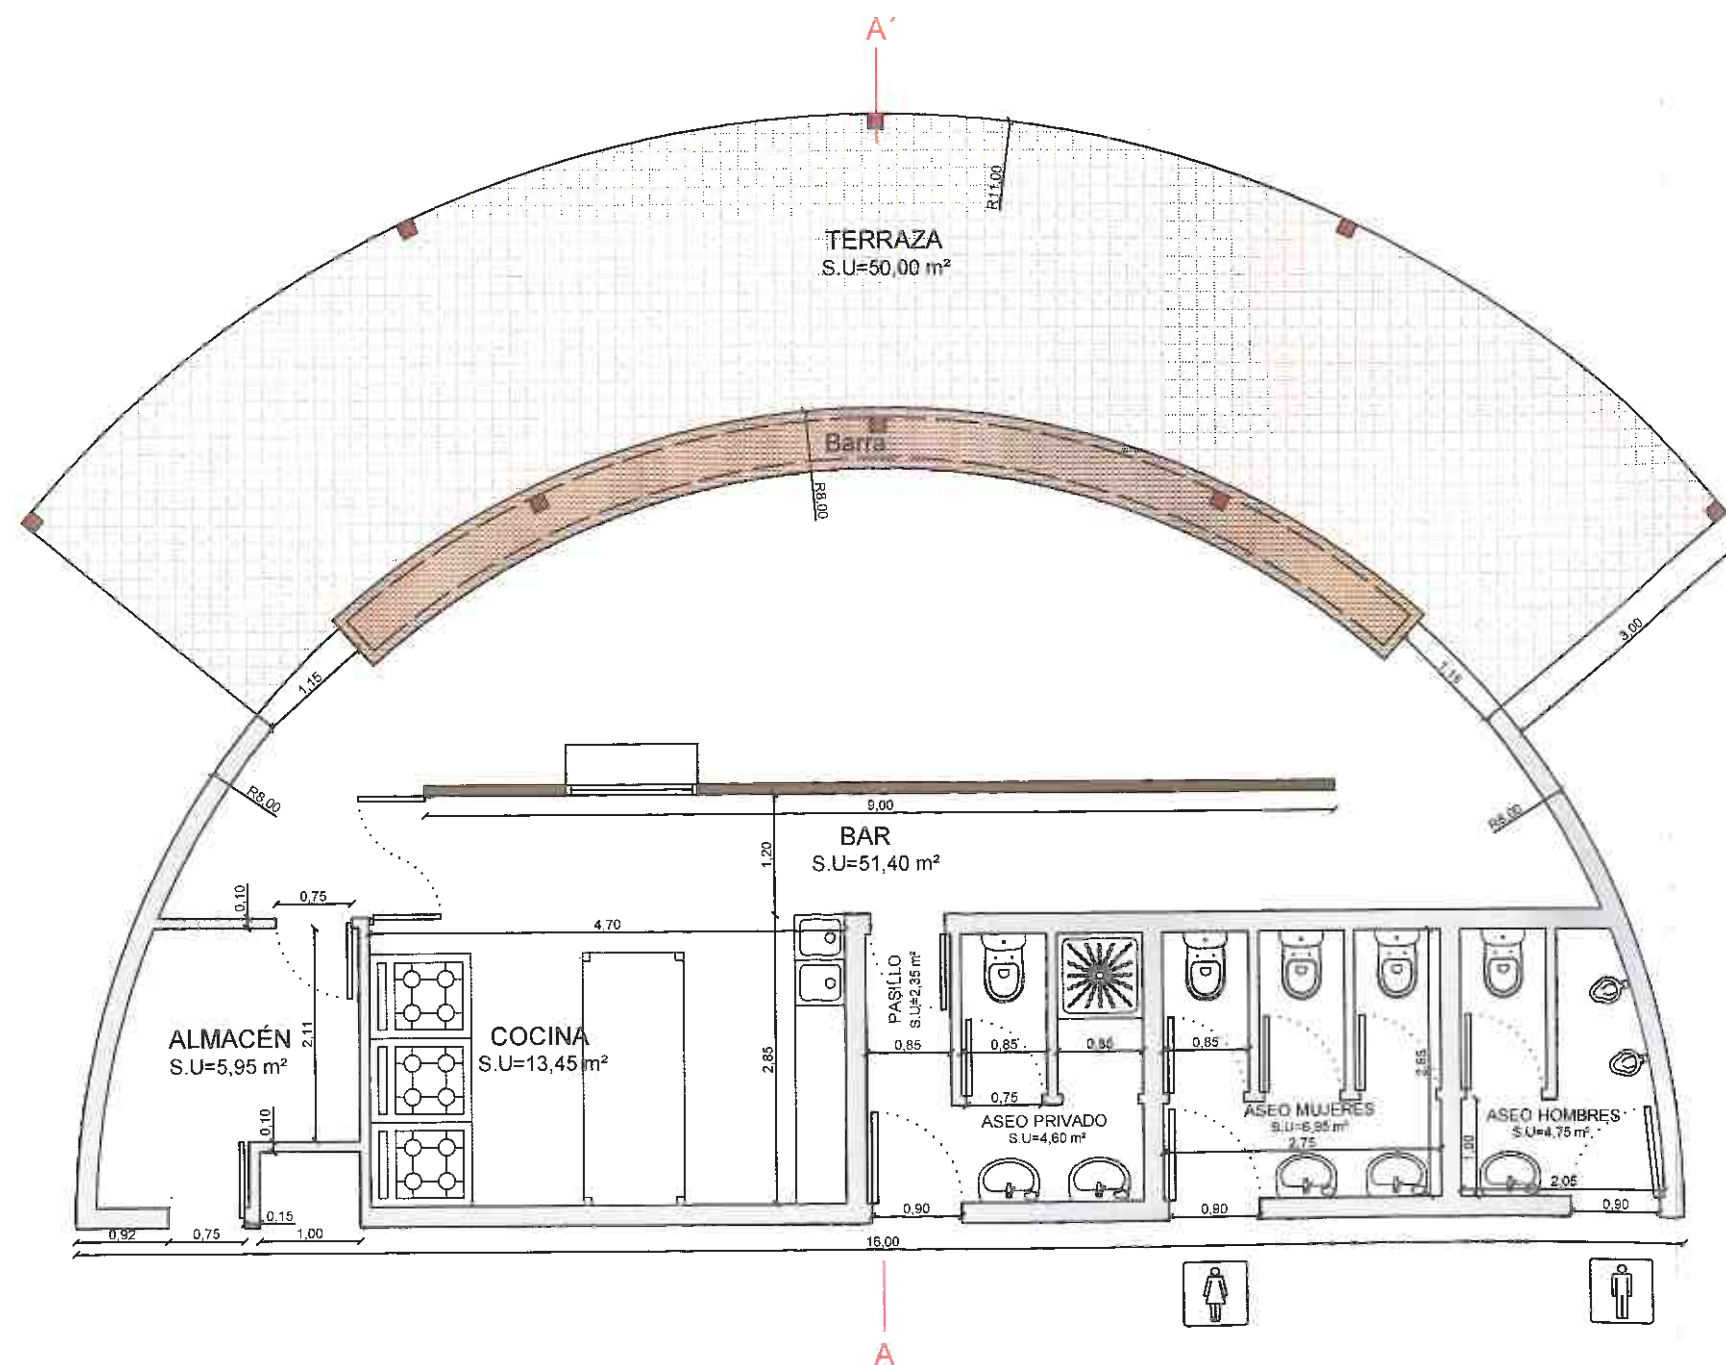 A´
R11,00
TERRAZA
S.U=50,00 m²
Barra
R8,00
3,00
1,15
1,15
R8,00
R8,00
9,00
BAR
S.U=51,40 m²
1,20
0,10
0,75
4,70
PASILLO
S.U=2,35 m²
ALMACÉN
S.U=5,95 m²
2,11
COCINA
S.U=13,45 m²
2,85
0,85
0,85
0,85
0,85
2,85
0,75
0,10
ASEO PRIVADO
S.U=4,60 m²
ASEO MUJERES
S.U=6,95 m²
2,75
ASEO HOMBRES
S.U=4,75 m²
1,00
2,05
0,15
0,92
0,75
1,00
0,90
0,90
0,90
16,00
A